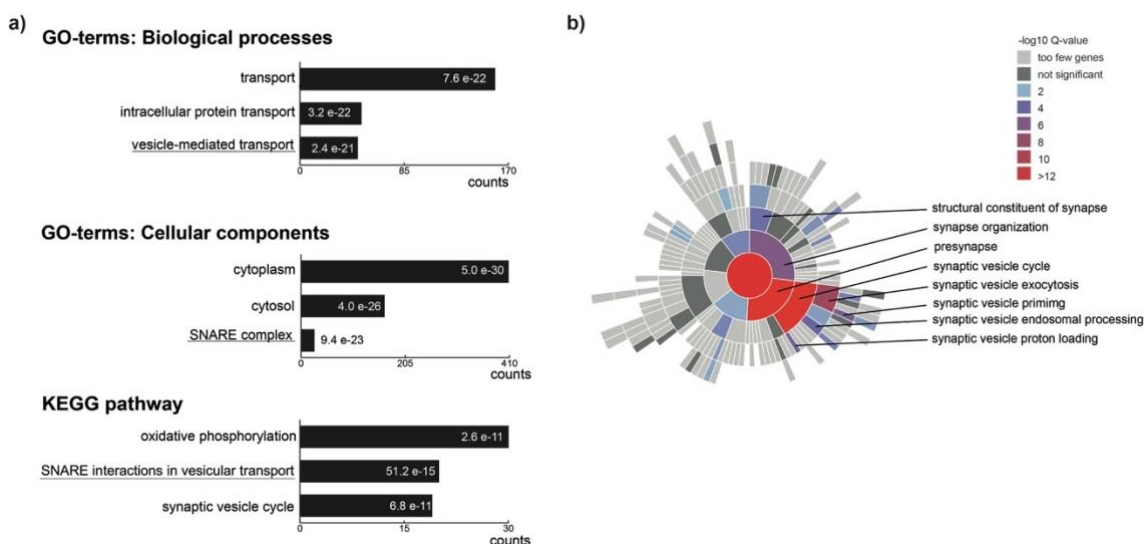 a)
GO-terms: Biological processes
transport
7.6 e-22
intracellular protein transport
3.2 e-22
vesicle-mediated transport
2.4 e-21
0 85 170
counts
GO-terms: Cellular components
cytoplasm
5.0 e-30
cytosol
4.0 e-26
SNARE complex
9.4 e-23
0 205 410
counts
KEGG pathway
oxidative phosphorylation
2.6 e-11
SNARE interactions in vesicular transport
51.2 e-15
synaptic vesicle cycle
6.8 e-11
0 15 30
counts
b)
-log10 Q-value
too few genes
not significant
2
4
6
8
10
>12
structural constituent of synapse
synapse organization
presynapse
synaptic vesicle cycle
synaptic vesicle exocytosis
synaptic vesicle primimg
synaptic vesicle endosomal processing
synaptic vesicle proton loading